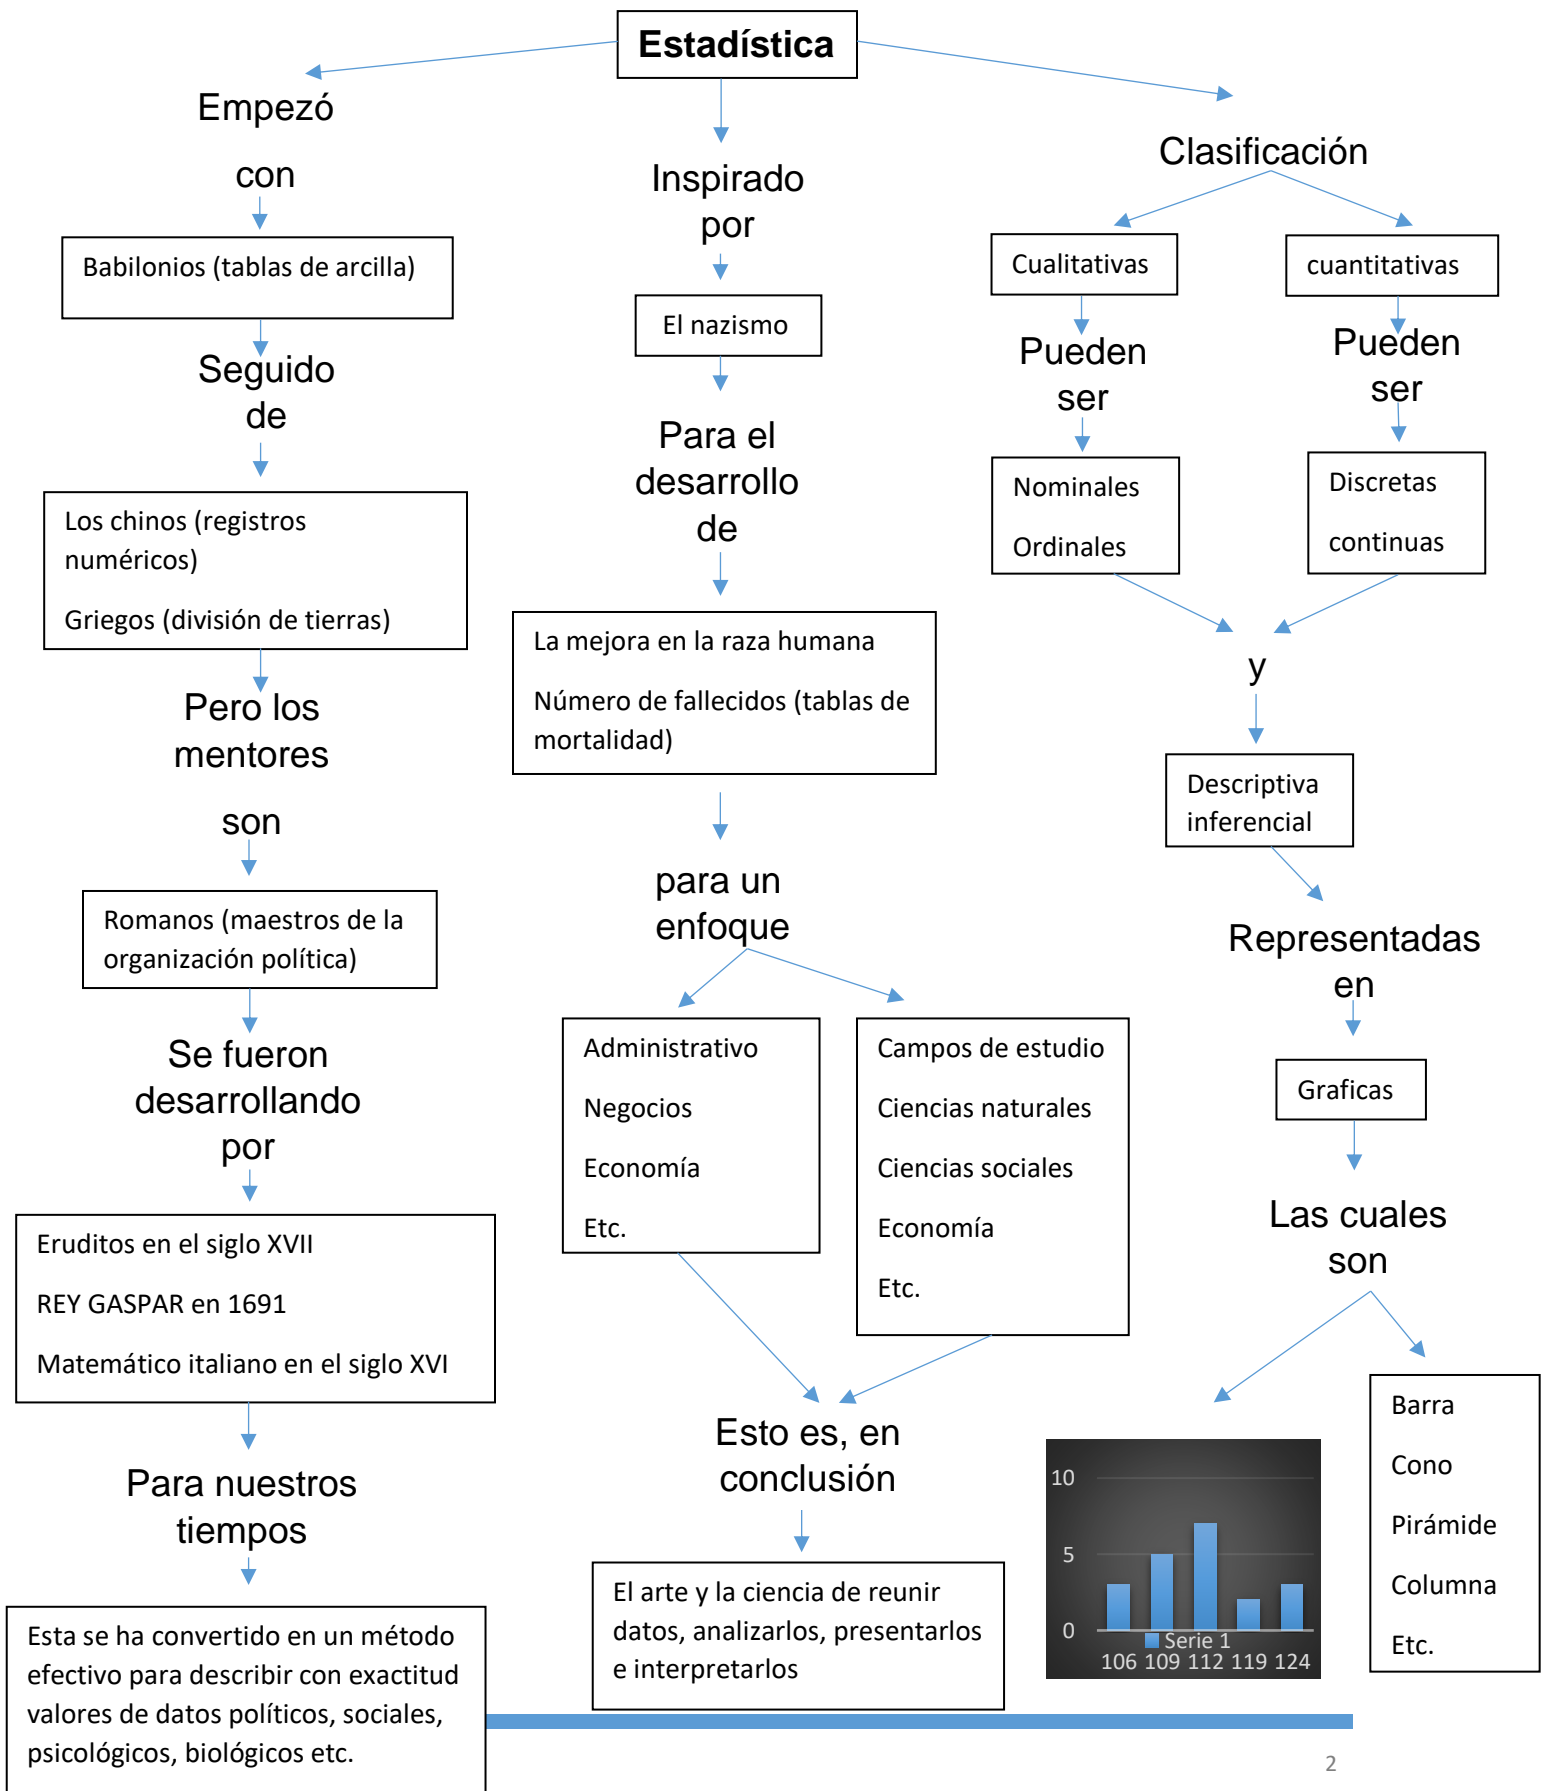 Estadística
Empezó
con
Babilonios (tablas de arcilla)
Seguido
de
Los chinos (registros
numéricos)
Griegos (división de tierras)
Pero los
mentores
son
Romanos (maestros de la
organización política)
Se fueron
desarrollando
por
Eruditos en el siglo XVII
REY GASPAR en 1691
Matemático italiano en el siglo XVI
Para nuestros
tiempos
Esta se ha convertido en un método
efectivo para describir con exactitud
valores de datos políticos, sociales,
psicológicos, biológicos etc.
Inspirado
por
El nazismo
Para el
desarrollo
de
La mejora en la raza humana
Número de fallecidos (tablas de
mortalidad)
para un
enfoque
Administrativo
Negocios
Economía
Etc.
Campos de estudio
Ciencias naturales
Ciencias sociales
Economía
Etc.
Esto es, en
conclusión
El arte y la ciencia de reunir
datos, analizarlos, presentarlos
e interpretarlos
Clasificación
Cualitativas
Pueden
ser
Nominales
Ordinales
cuantitativas
Pueden
ser
Discretas
continuas
y
Descriptiva
inferencial
Representadas
en
Graficas
Las cuales
son
10
5
0
Serie 1
106 109 112 119 124
Barra
Cono
Pirámide
Columna
Etc.
2